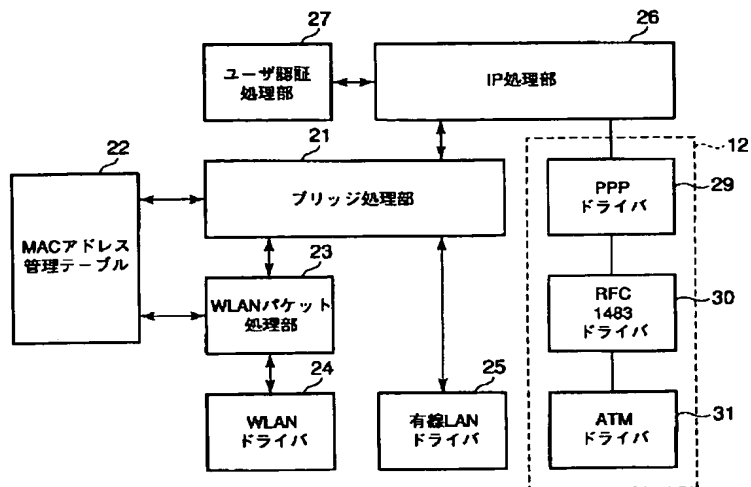 27
26
ユーザ認証
処理部
IP処理部
22
21
12
MACアドレス
管理テーブル
ブリッジ処理部
PPP
ドライバ
29
23
WLANパケット
処理部
RFC
1483
ドライバ
30
24
WLAN
ドライバ
25
有線LAN
ドライバ
ATM
ドライバ
31